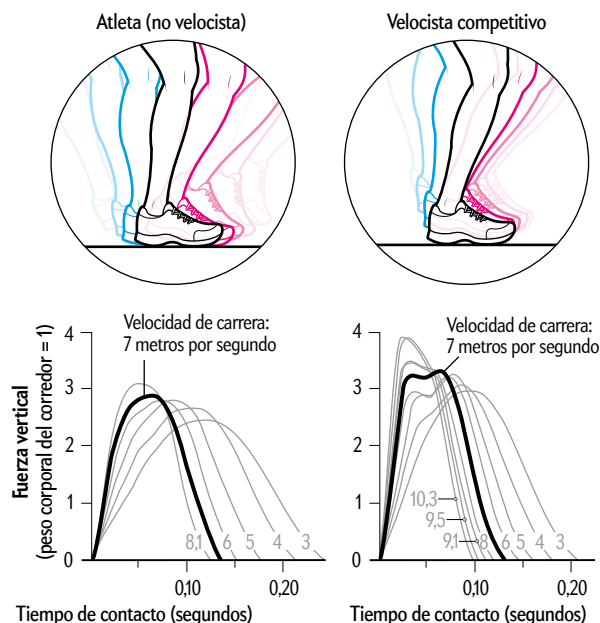 Atleta (no velocista)
Velocista competitivo
Fuerza vertical
(peso corporal del corredor = 1)
4
3
2
1
0
Velocidad de carrera:
7 metros por segundo
8,1
6
5
4
3
0,10
0,20
Tiempo de contacto (segundos)
4
3
2
1
0
Velocidad de carrera:
7 metros por segundo
10,3
9,5
9,1
8
6
5
4
3
0,10
0,20
Tiempo de contacto (segundos)